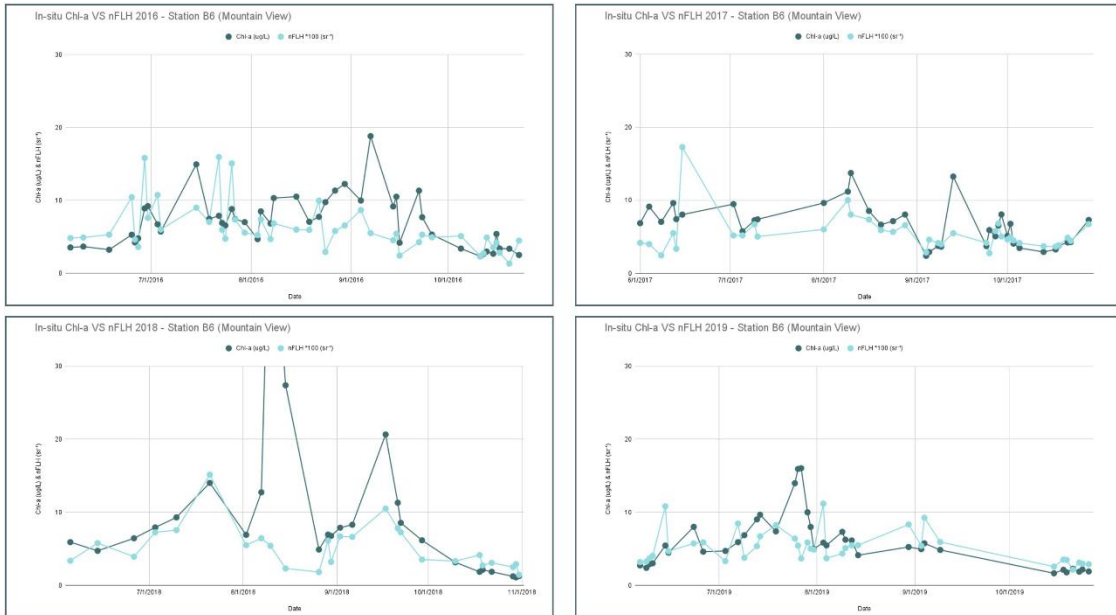 In-situ Chl-a VS nFLH 2016 - Station B6 (Mountain View)
Chl-a (ug/L) nFLH *100 (sr⁻¹)
30
20
10
0
Chl-a (ug/L) & nFLH (sr⁻¹)
7/1/2016 8/1/2016 9/1/2016 10/1/2016
Date
In-situ Chl-a VS nFLH 2017 - Station B6 (Mountain View)
Chl-a (ug/L) nFLH *100 (sr⁻¹)
30
20
10
0
Chl-a (ug/L) & nFLH (sr⁻¹)
6/1/2017 7/1/2017 8/1/2017 9/1/2017 10/1/2017
Date
In-situ Chl-a VS nFLH 2018 - Station B6 (Mountain View)
Chl-a (ug/L) nFLH *100 (sr⁻¹)
30
20
10
0
Chl-a (ug/L) & nFLH (sr⁻¹)
7/1/2018 8/1/2018 9/1/2018 10/1/2018 11/1/2018
Date
In-situ Chl-a VS nFLH 2019 - Station B6 (Mountain View)
Chl-a (ug/L) nFLH *100 (sr⁻¹)
30
20
10
0
Chl-a (ug/L) & nFLH (sr⁻¹)
7/1/2019 8/1/2019 9/1/2019 10/1/2019
Date